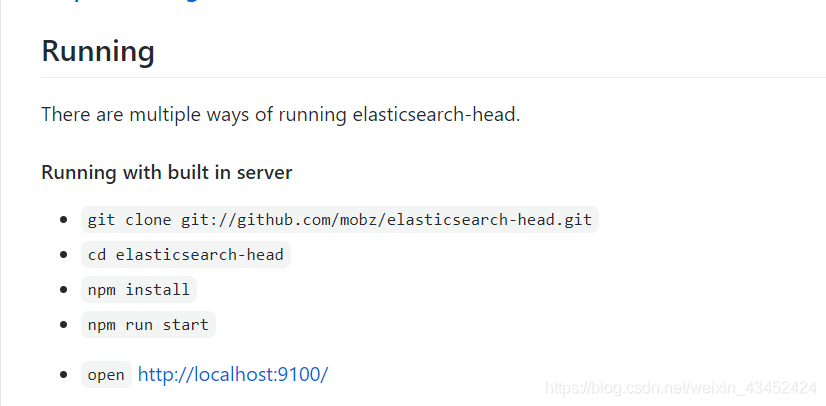 Running
There are multiple ways of running elasticsearch-head.
Running with built in server
git clone git://github.com/mobz/elasticsearch-head.git
cd elasticsearch-head
npm install
npm run start
open http://localhost:9100/
https://blog.csdn.net/weixin_43452424